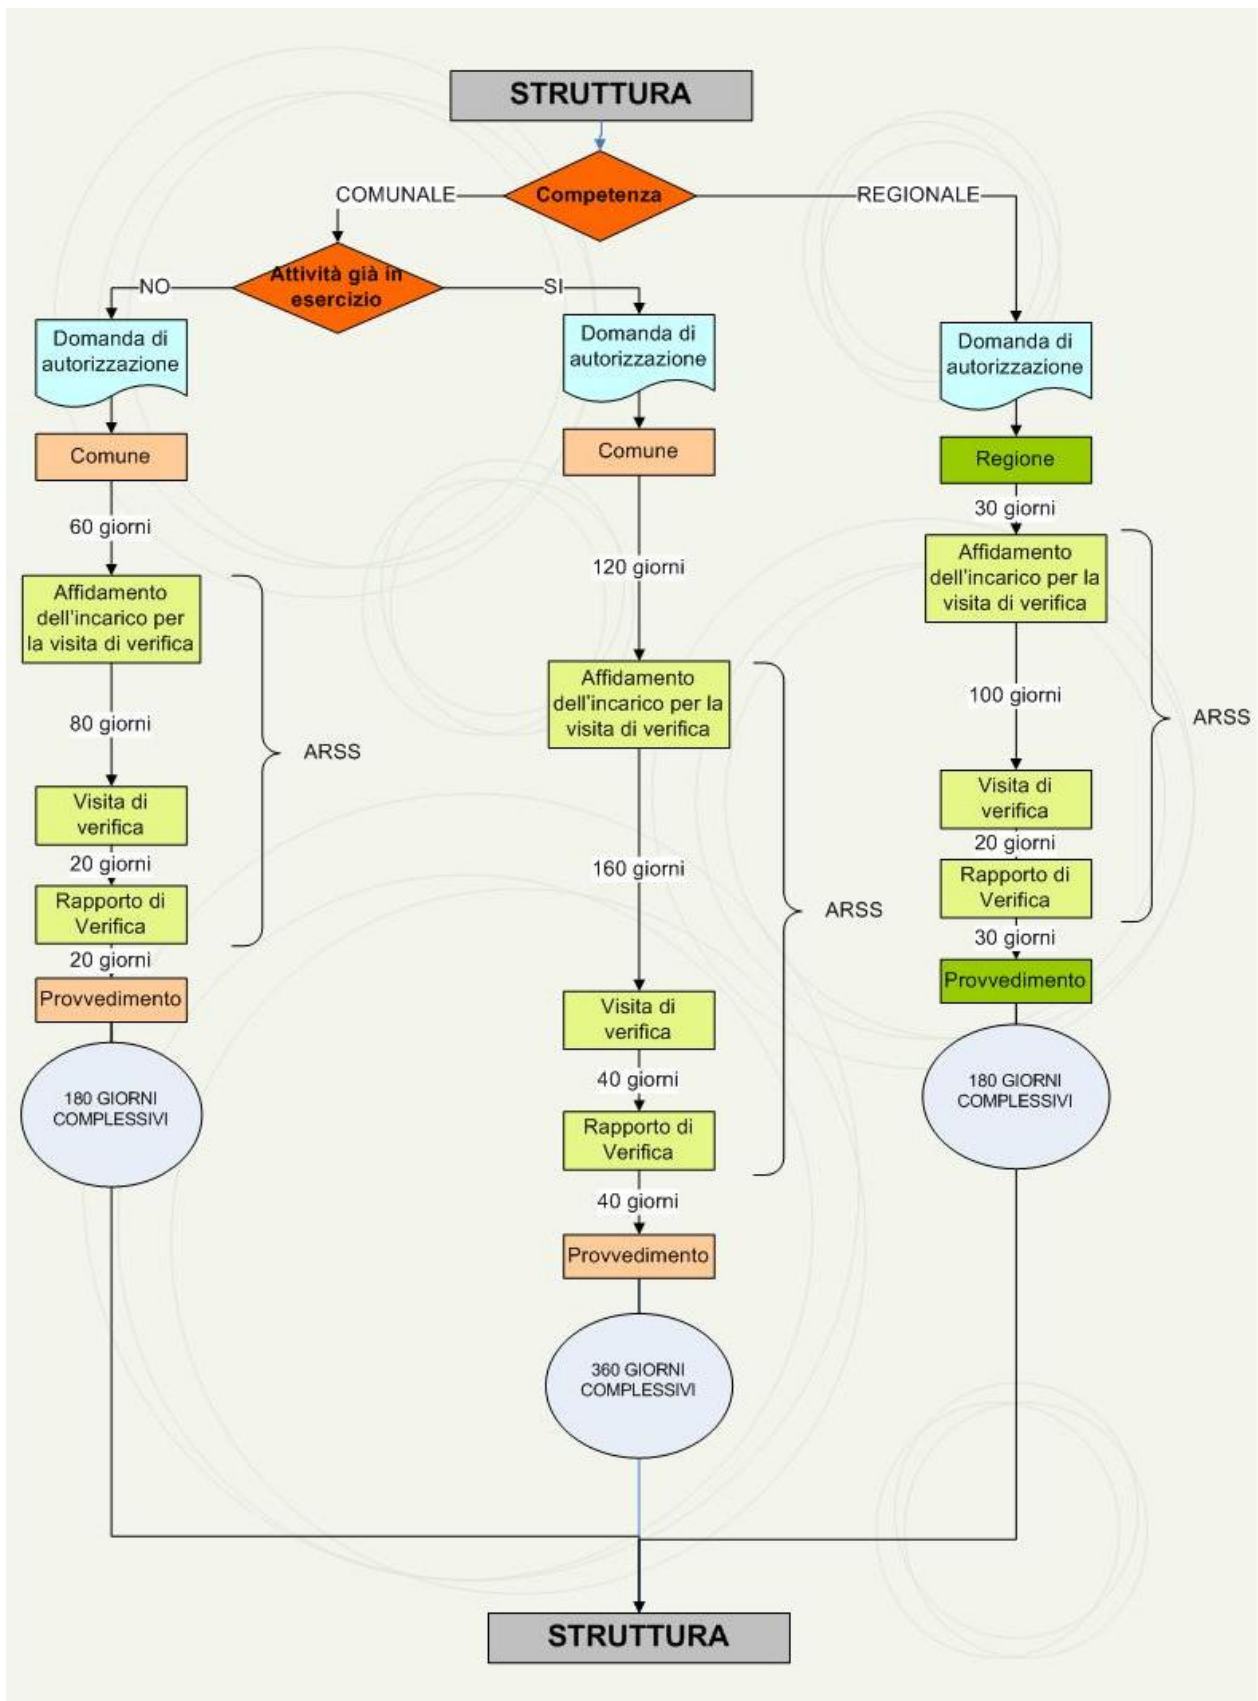 STRUTTURA
Competenza
COMUNALE
REGIONALE
Attività già in
esercizio
NO
SI
Domanda di
autorizzazione
Comune
60 giorni
Affidamento
dell'incarico per
la visita di verifica
80 giorni
Visita di
verifica
20 giorni
Rapporto di
Verifica
20 giorni
Provvedimento
180 GIORNI
COMPLESSIVI
ARSS
Domanda di
autorizzazione
Comune
120 giorni
Affidamento
dell'incarico per la
visita di verifica
160 giorni
Visita di
verifica
40 giorni
Rapporto di
Verifica
40 giorni
Provvedimento
360 GIORNI
COMPLESSIVI
ARSS
Domanda di
autorizzazione
Regione
30 giorni
Affidamento
dell'incarico per la
visita di verifica
100 giorni
Visita di
verifica
20 giorni
Rapporto di
Verifica
30 giorni
Provvedimento
180 GIORNI
COMPLESSIVI
ARSS
STRUTTURA